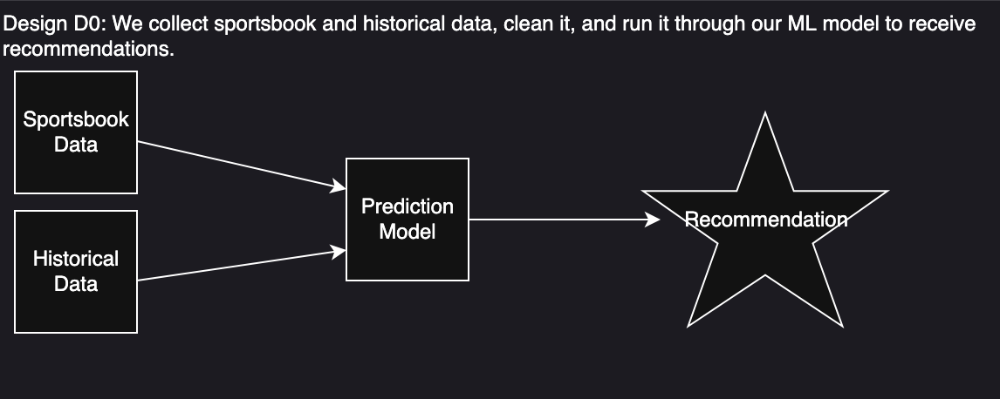 Design D0: We collect sportsbook and historical data, clean it, and run it through our ML model to receive
recommendations.
Sportsbook
Data
Historical
Data
Prediction
Model
Recommendation